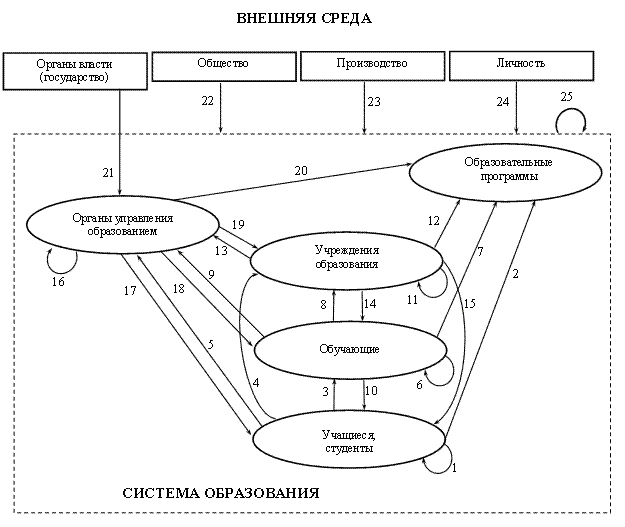 ВНЕШНЯЯ СРЕДА
Органы власти
(государство)
Общество
Производство
Личность
22
23
24
25
21
20
Образовательные
программы
Органы управления
образованием
19
13
12
Учреждения
образования
7
2
16
17
18
9
11
15
8
14
Обучающие
5
4
3
10
6
Учащиеся,
студенты
1
СИСТЕМА ОБРАЗОВАНИЯ